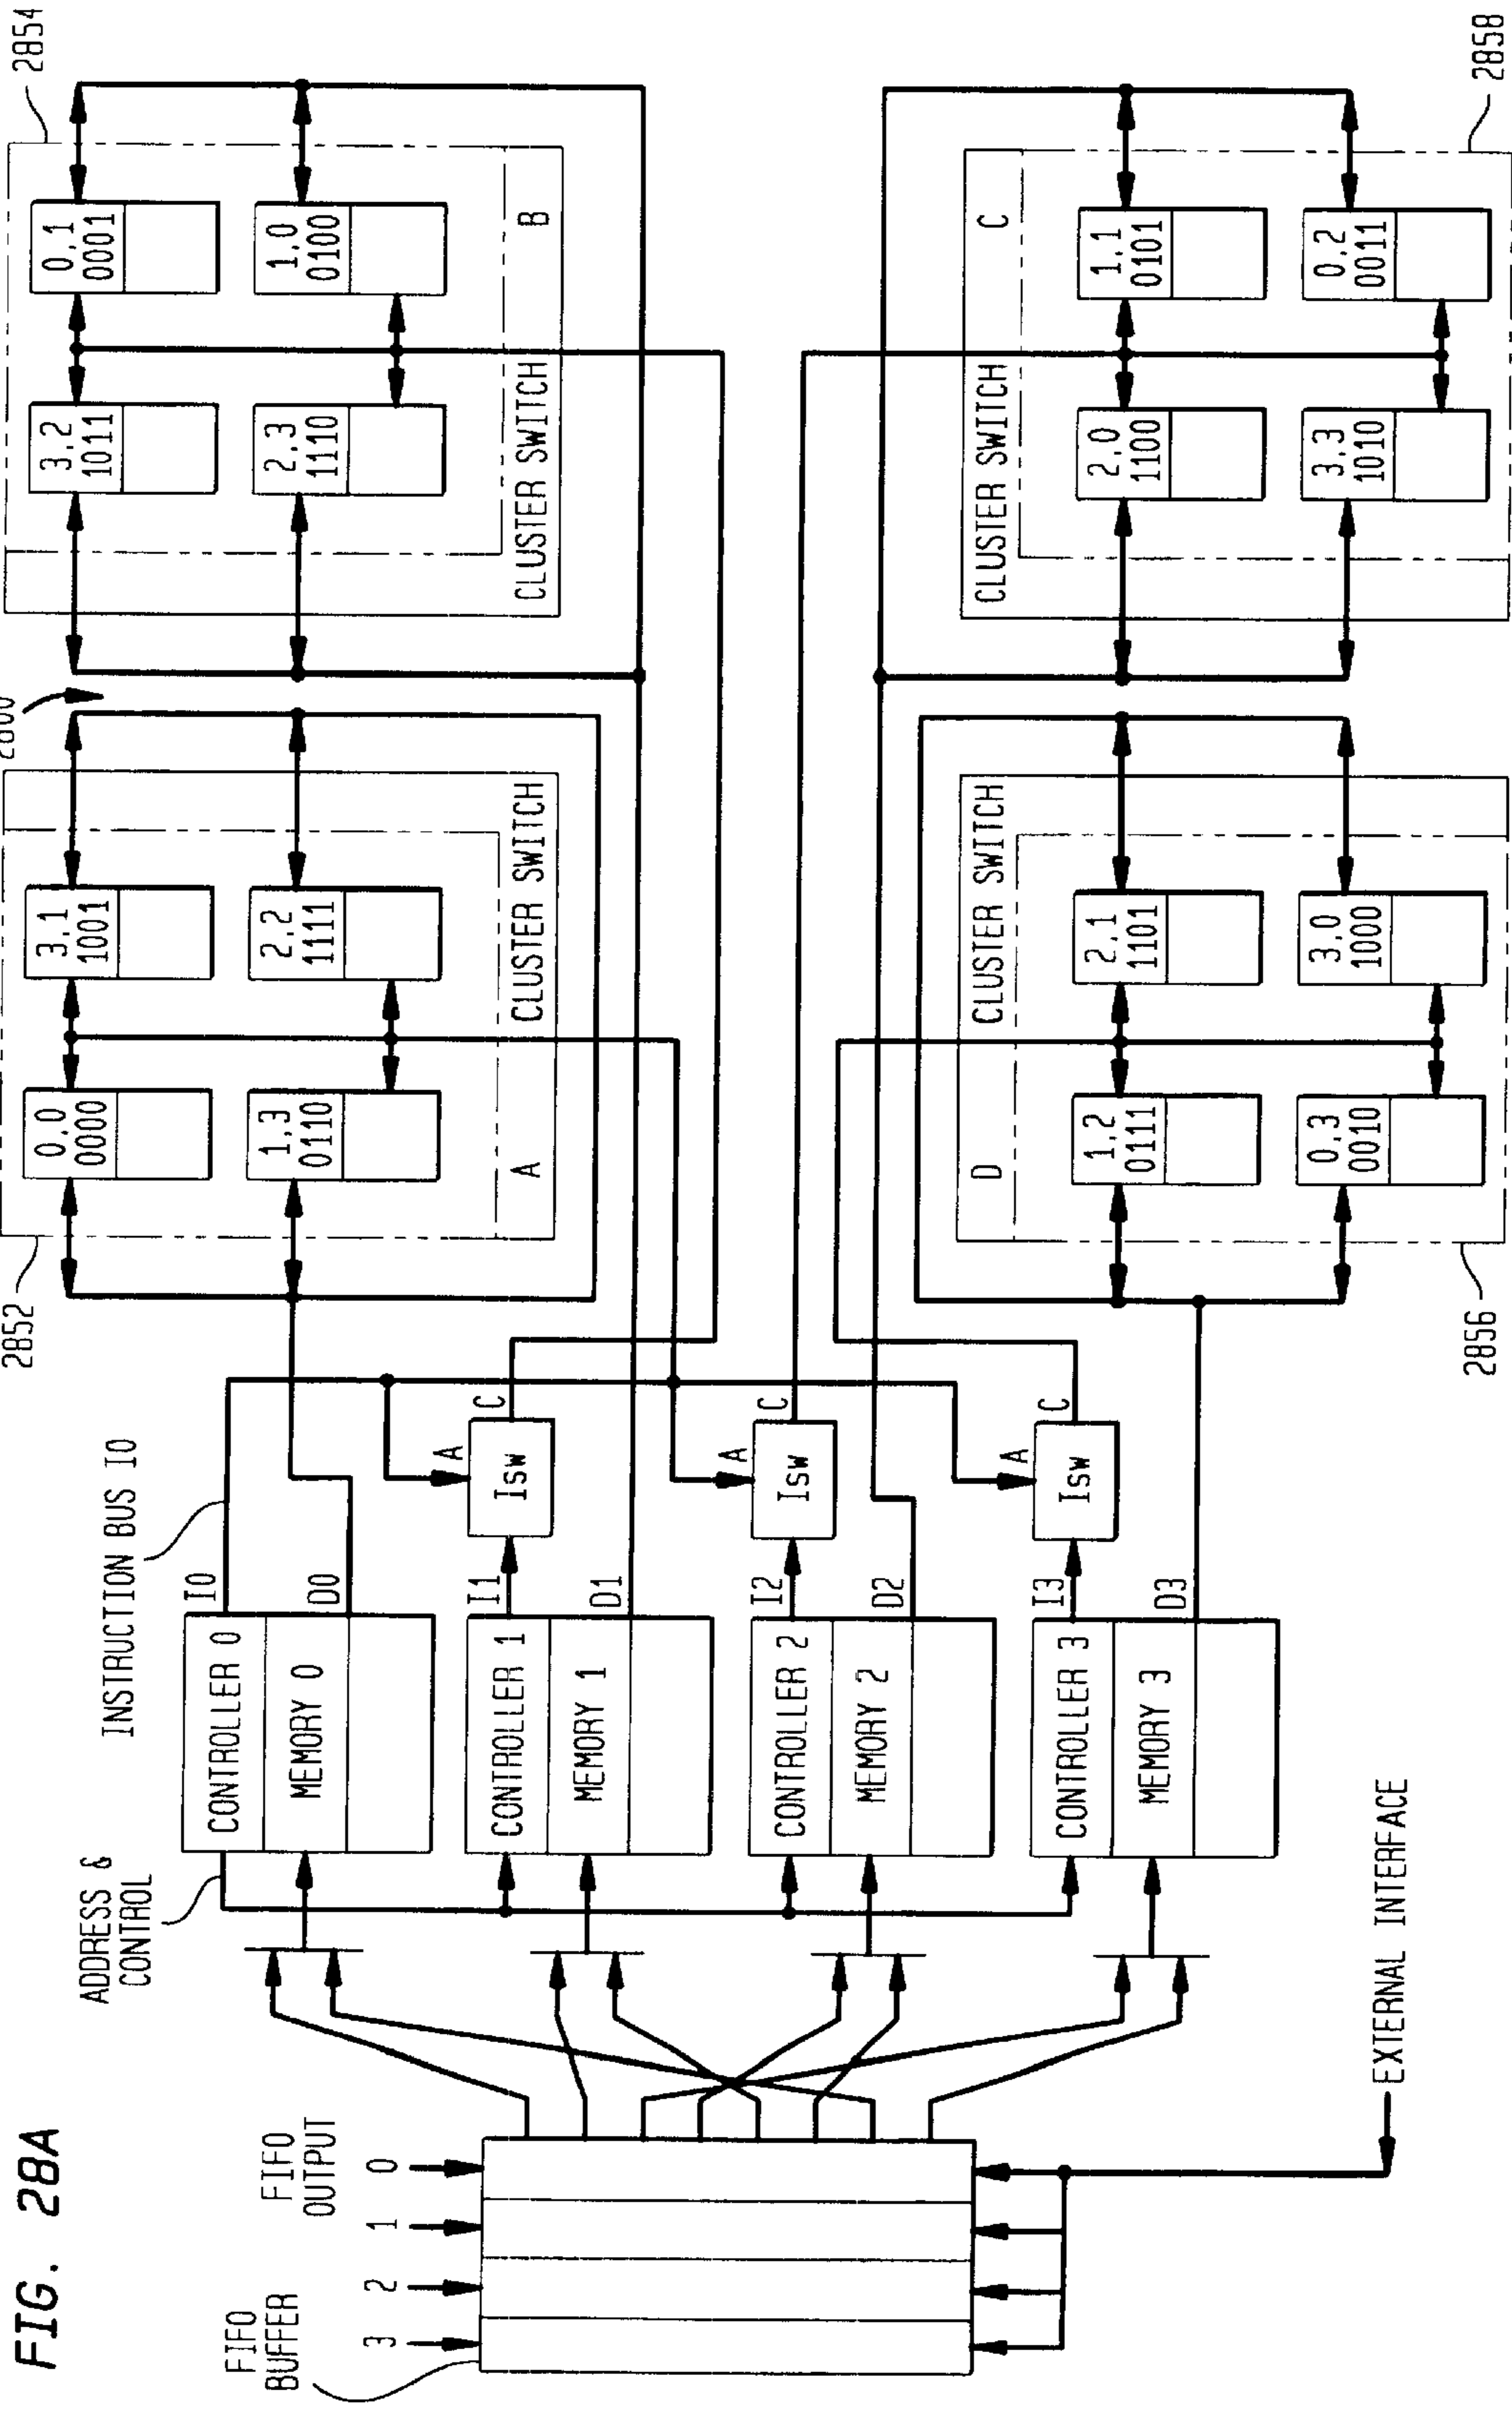 FIG. 28A
FIFO
BUFFER
3
2
1
0
FIFO
OUTPUT
EXTERNAL INTERFACE
ADDRESS &
CONTROL
INSTRUCTION BUS I0
CONTROLLER 0
MEMORY 0
I0
D0
CONTROLLER 1
MEMORY 1
I1
D1
CONTROLLER 2
MEMORY 2
I2
D2
CONTROLLER 3
MEMORY 3
I3
D3
A
Isw
C
A
Isw
C
A
Isw
C
2852
0,0
0000
3,1
1001
1,3
0110
2,2
1111
A
CLUSTER SWITCH
2854
3,2
1011
0,1
0001
2,3
1110
1,0
0100
CLUSTER SWITCH
B
D
CLUSTER SWITCH
1,2
0111
2,1
1101
0,3
0010
3,0
1000
2856
CLUSTER SWITCH
C
2,0
1100
1,1
0101
3,3
1010
0,2
0011
2858